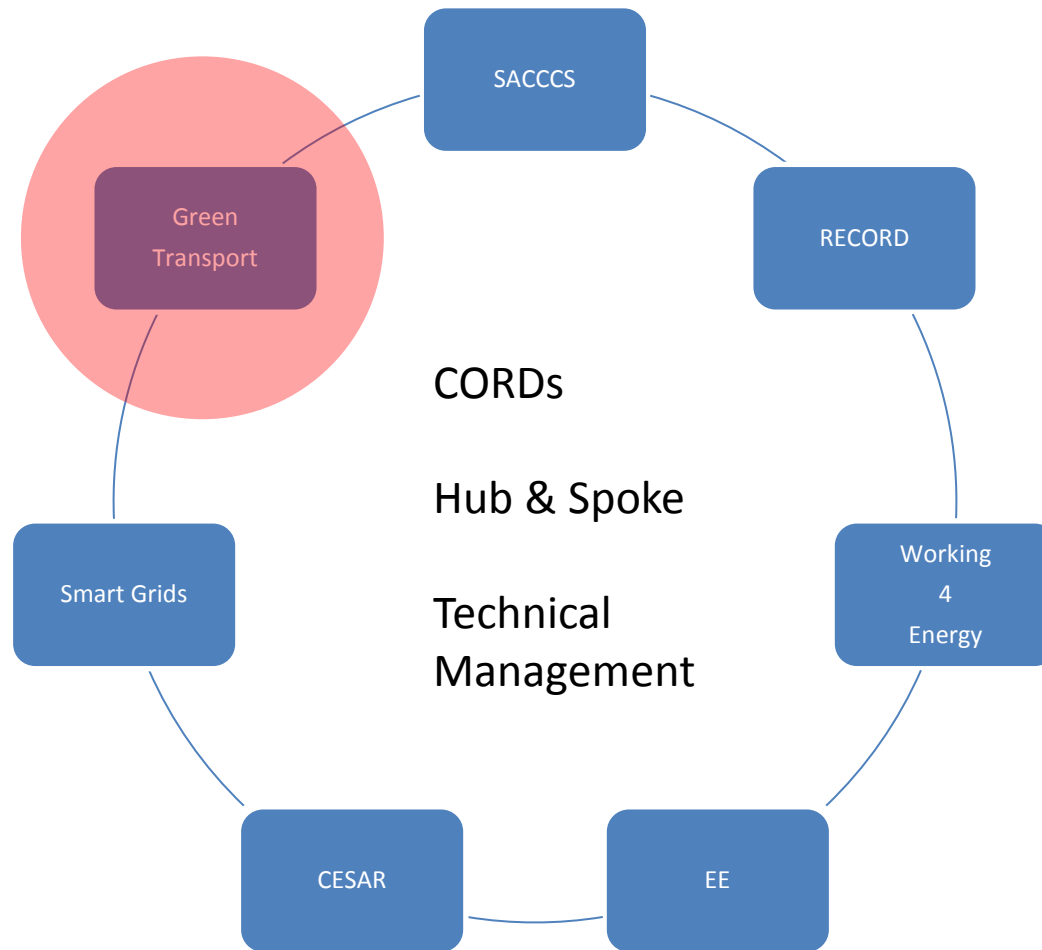 SACCCS
Green
Transport
RECORD
CORDs
Hub & Spoke
Technical
Management
Smart Grids
Working
4
Energy
CESAR
EE